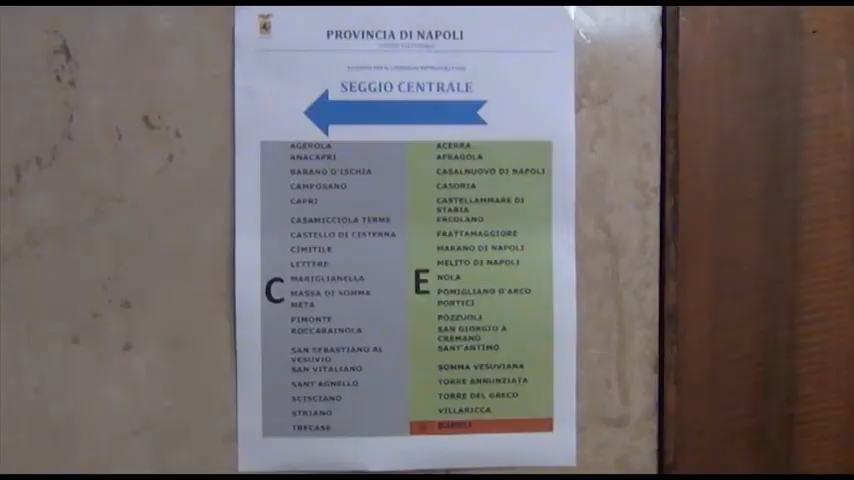 PROVINCIA DI NAPOLI
SEGGIO CENTRALE
C
AGEROLA
ANACAPRI
BARANO D'ISCHIA
CAMPOSANO
CAPRI
CASAMICCIOLA TERME
CASTELLO DI CISTERNA
CIMITILE
LETTERE
MARIGLIANELLA
MASSA DI SOMMA
META
PIMONTE
ROCCARAINOLA
SAN SEBASTIANO AL
VESUVIO
SAN VITALIANO
SANT'AGNELLO
SCISCIANO
STRIANO
TRECASE
E
ACERRA
AFRAGOLA
CASALNUOVO DI NAPOLI
CASORIA
CASTELLAMMARE DI
STABIA
ERCOLANO
FRATTAMAGGIORE
MARANO DI NAPOLI
MELITO DI NAPOLI
NOLA
POMIGLIANO D'ARCO
PORTICI
POZZUOLI
SAN GIORGIO A
CREMANO
SANT'ANTIMO
SOMMA VESUVIANA
TORRE ANNUNZIATA
TORRE DEL GRECO
VILLARICCA